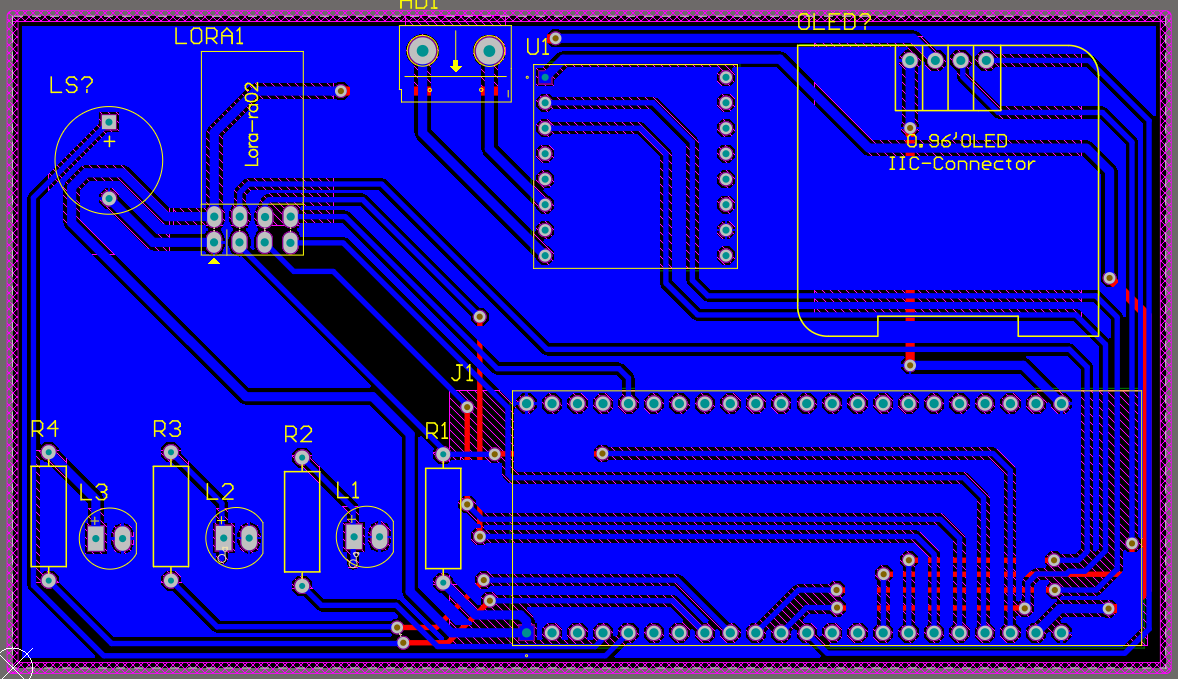 HD1
OLED?
LORA1
U1
LS?
Lora-ra02
+
0.96'OLED
IIC-Connector
J1
R4
R3
R2
R1
L3
L2
L1
+
+
+